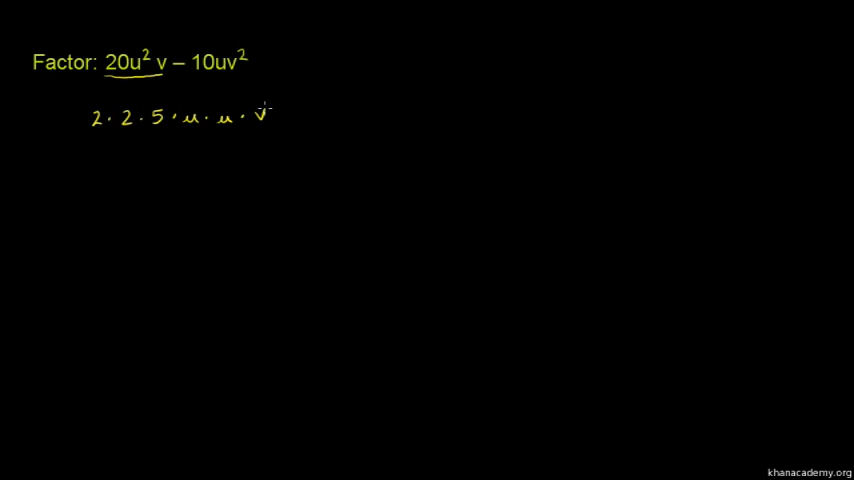 Factor: 20u² v – 10uv²
2 · 2 · 5 · u · u · v
khanacademy.org